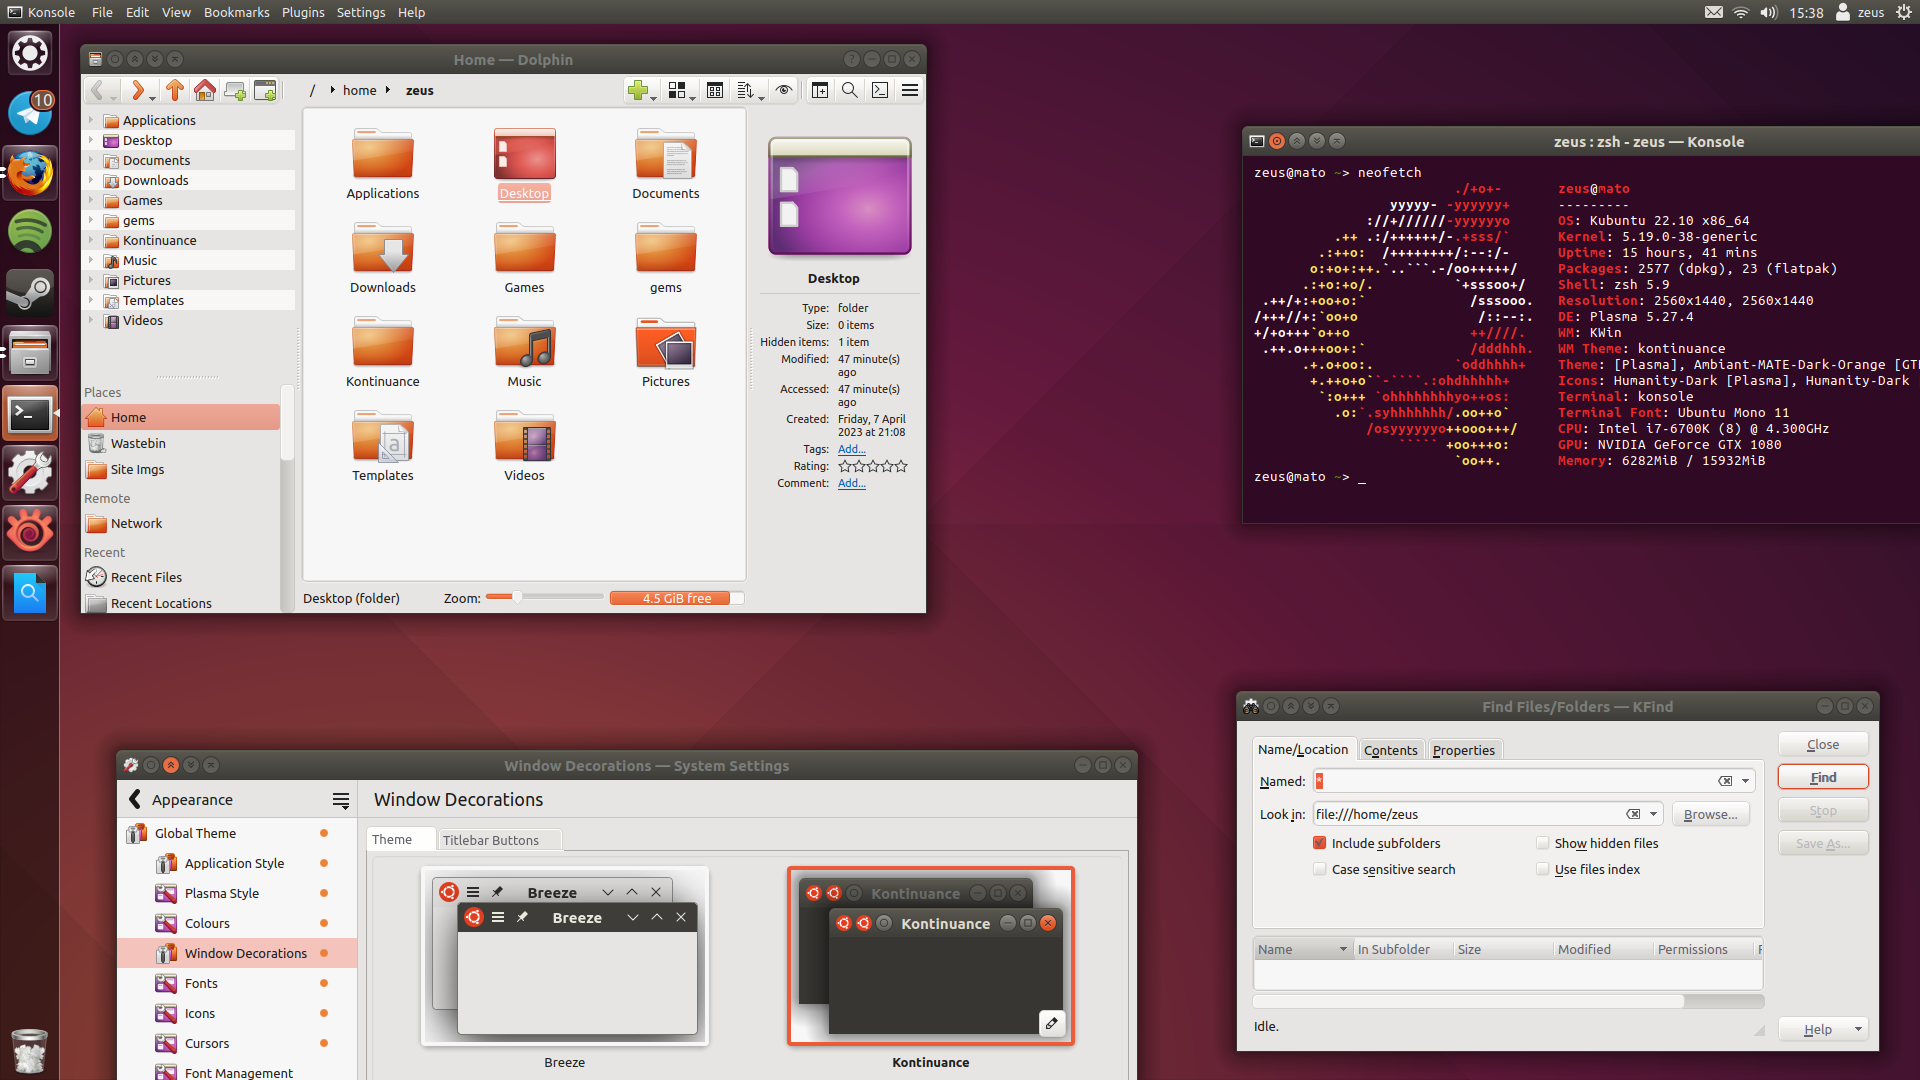 Konsole File Edit View Bookmarks Plugins Settings Help 15:38 zeus
10
Home — Dolphin
/ home zeus
Applications
Desktop
Documents
Downloads
Games
gems
Kontinuance
Music
Pictures
Templates
Videos
Places
Home
Wastebin
Site Imgs
Remote
Network
Recent
Recent Files
Recent Locations
Applications Desktop Documents
Downloads Games gems
Kontinuance Music Pictures
Templates Videos
Desktop
Type: folder
Size: 0 items
Hidden items: 1 item
Modified: 47 minute(s)
ago
Accessed: 47 minute(s)
ago
Created: Friday, 7 April
2023 at 21:08
Tags: Add...
Rating:
Comment: Add...
Desktop (folder) Zoom: 4.5 GiB free
zeus : zsh - zeus — Konsole
zeus@mato ~> neofetch
zeus@mato
---------
OS: Kubuntu 22.10 x86_64
Kernel: 5.19.0-38-generic
Uptime: 15 hours, 41 mins
Packages: 2577 (dpkg), 23 (flatpak)
Shell: zsh 5.9
Resolution: 2560x1440, 2560x1440
DE: Plasma 5.27.4
WM: KWin
WM Theme: kontinuance
Theme: [Plasma], Ambiant-MATE-Dark-Orange [GT
Icons: Humanity-Dark [Plasma], Humanity-Dark
Terminal: konsole
Terminal Font: Ubuntu Mono 11
CPU: Intel i7-6700K (8) @ 4.300GHz
GPU: NVIDIA GeForce GTX 1080
Memory: 6282MiB / 15932MiB
zeus@mato ~> _
Window Decorations — System Settings
Appearance
Window Decorations
Global Theme
Application Style
Plasma Style
Colours
Window Decorations
Fonts
Icons
Cursors
Font Management
Theme Titlebar Buttons
Breeze
Breeze
Breeze
Kontinuance
Kontinuance
Kontinuance
Find Files/Folders — KFind
Name/Location Contents Properties
Named: *
Look in: file:///home/zeus Browse...
Include subfolders Show hidden files
Case sensitive search Use files index
Close
Find
Stop
Save As...
Name In Subfolder Size Modified Permissions F
Idle.
Help